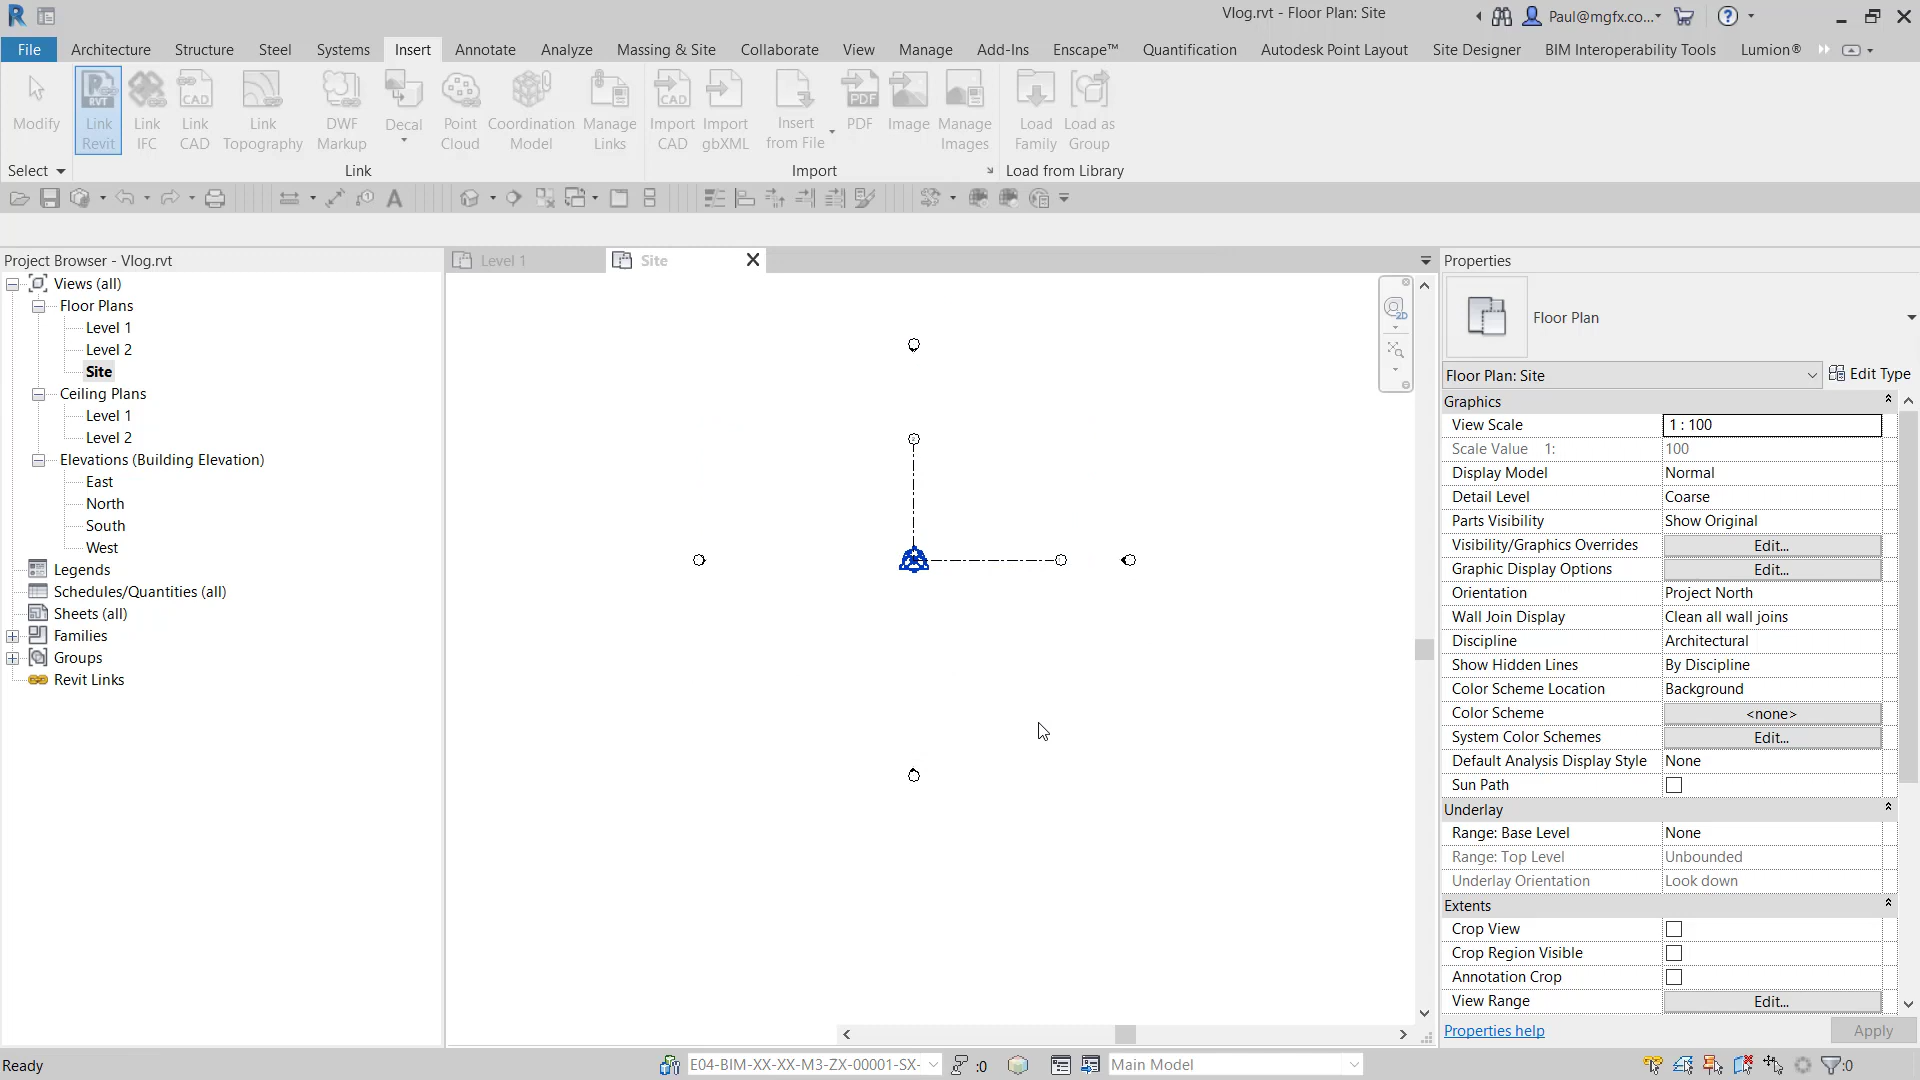 Vlog.rvt - Floor Plan: Site
Paul@mgfx.co...
File Architecture Structure Steel Systems Insert Annotate Analyze Massing & Site Collaborate View Manage Add-Ins Enscape™ Quantification Autodesk Point Layout Site Designer BIM Interoperability Tools Lumion®
Modify
Link Revit
Link IFC
Link CAD
Link Topography
DWF Markup
Decal
Point Cloud
Coordination Model
Manage Links
Import CAD
Import gbXML
Insert from File
PDF
Image
Manage Images
Load Family
Load as Group
Select Link Import Load from Library
Project Browser - Vlog.rvt
Views (all)
Floor Plans
Level 1
Level 2
Site
Ceiling Plans
Level 1
Level 2
Elevations (Building Elevation)
East
North
South
West
Legends
Schedules/Quantities (all)
Sheets (all)
Families
Groups
Revit Links
Level 1 Site
Properties
Floor Plan
Floor Plan: Site Edit Type
Graphics
View Scale 1 : 100
Scale Value 1: 100
Display Model Normal
Detail Level Coarse
Parts Visibility Show Original
Visibility/Graphics Overrides Edit...
Graphic Display Options Edit...
Orientation Project North
Wall Join Display Clean all wall joins
Discipline Architectural
Show Hidden Lines By Discipline
Color Scheme Location Background
Color Scheme <none>
System Color Schemes Edit...
Default Analysis Display Style None
Sun Path
Underlay
Range: Base Level None
Range: Top Level Unbounded
Underlay Orientation Look down
Extents
Crop View
Crop Region Visible
Annotation Crop
View Range Edit...
Properties help Apply
Ready E04-BIM-XX-XX-M3-ZX-00001-SX- :0 Main Model :0